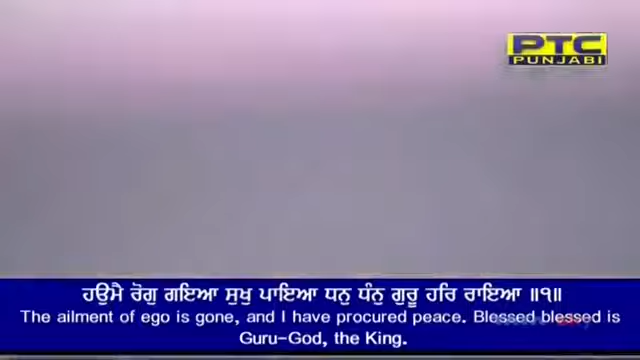 PTC
PUNJABI
ਹਉਮੈ ਰੋਗੁ ਗਇਆ ਸੁਖੁ ਪਾਇਆ ਧਨੁ ਧੰਨੁ ਗੁਰੂ ਹਰਿ ਰਾਇਆ ॥੧॥
The ailment of ego is gone, and I have procured peace. Blessed blessed is
Guru-God, the King.